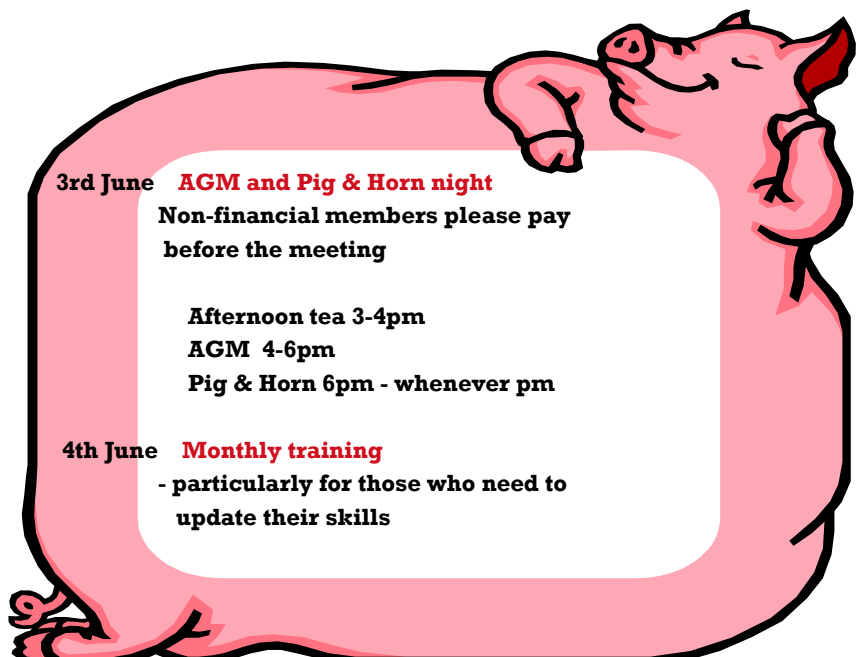 3rd June AGM and Pig & Horn night
Non-financial members please pay
before the meeting
Afternoon tea 3-4pm
AGM 4-6pm
Pig & Horn 6pm - whenever pm
4th June Monthly training
- particularly for those who need to
update their skills